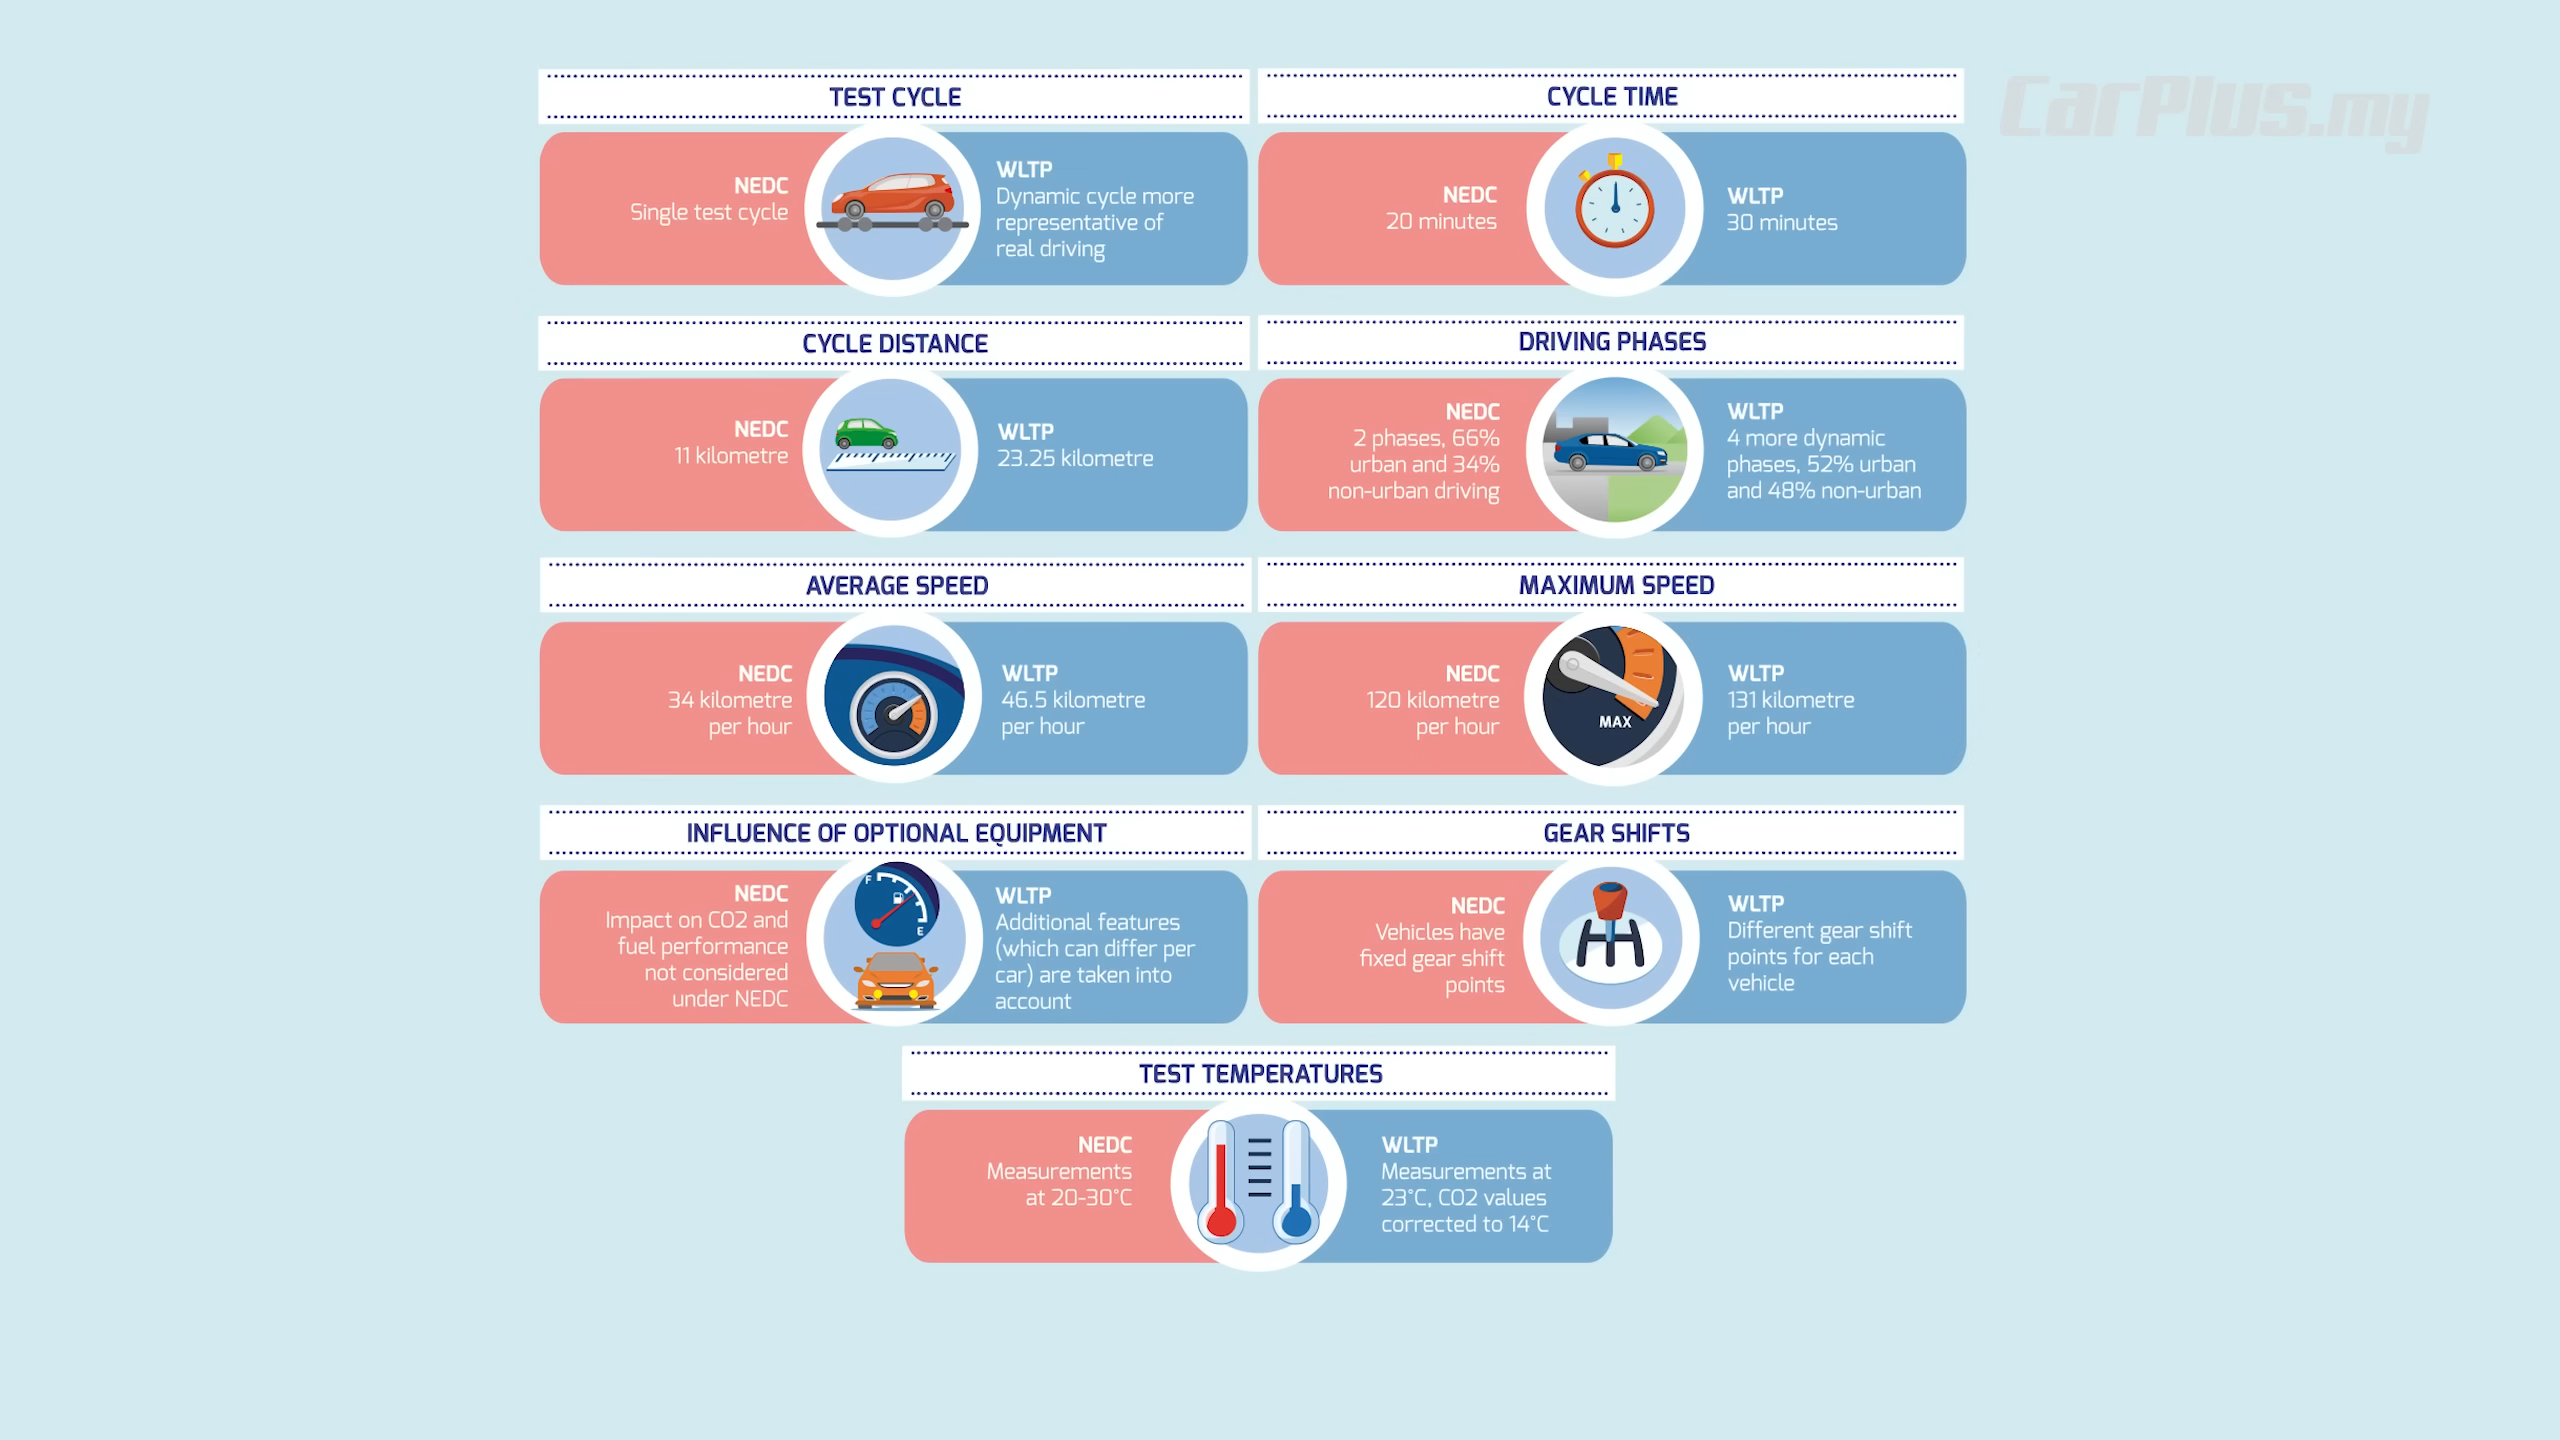 CarPlus.my
TEST CYCLE
NEDC
Single test cycle
WLTP
Dynamic cycle more
representative of
real driving
CYCLE TIME
NEDC
20 minutes
WLTP
30 minutes
CYCLE DISTANCE
NEDC
11 kilometre
WLTP
23.25 kilometre
DRIVING PHASES
NEDC
2 phases, 66%
urban and 34%
non-urban driving
WLTP
4 more dynamic
phases, 52% urban
and 48% non-urban
AVERAGE SPEED
NEDC
34 kilometre
per hour
WLTP
46.5 kilometre
per hour
MAXIMUM SPEED
NEDC
120 kilometre
per hour
MAX
WLTP
131 kilometre
per hour
INFLUENCE OF OPTIONAL EQUIPMENT
NEDC
Impact on CO2 and
fuel performance
not considered
under NEDC
F
E
WLTP
Additional features
(which can differ per
car) are taken into
account
GEAR SHIFTS
NEDC
Vehicles have
fixed gear shift
points
WLTP
Different gear shift
points for each
vehicle
TEST TEMPERATURES
NEDC
Measurements
at 20-30°C
WLTP
Measurements at
23°C, CO2 values
corrected to 14°C